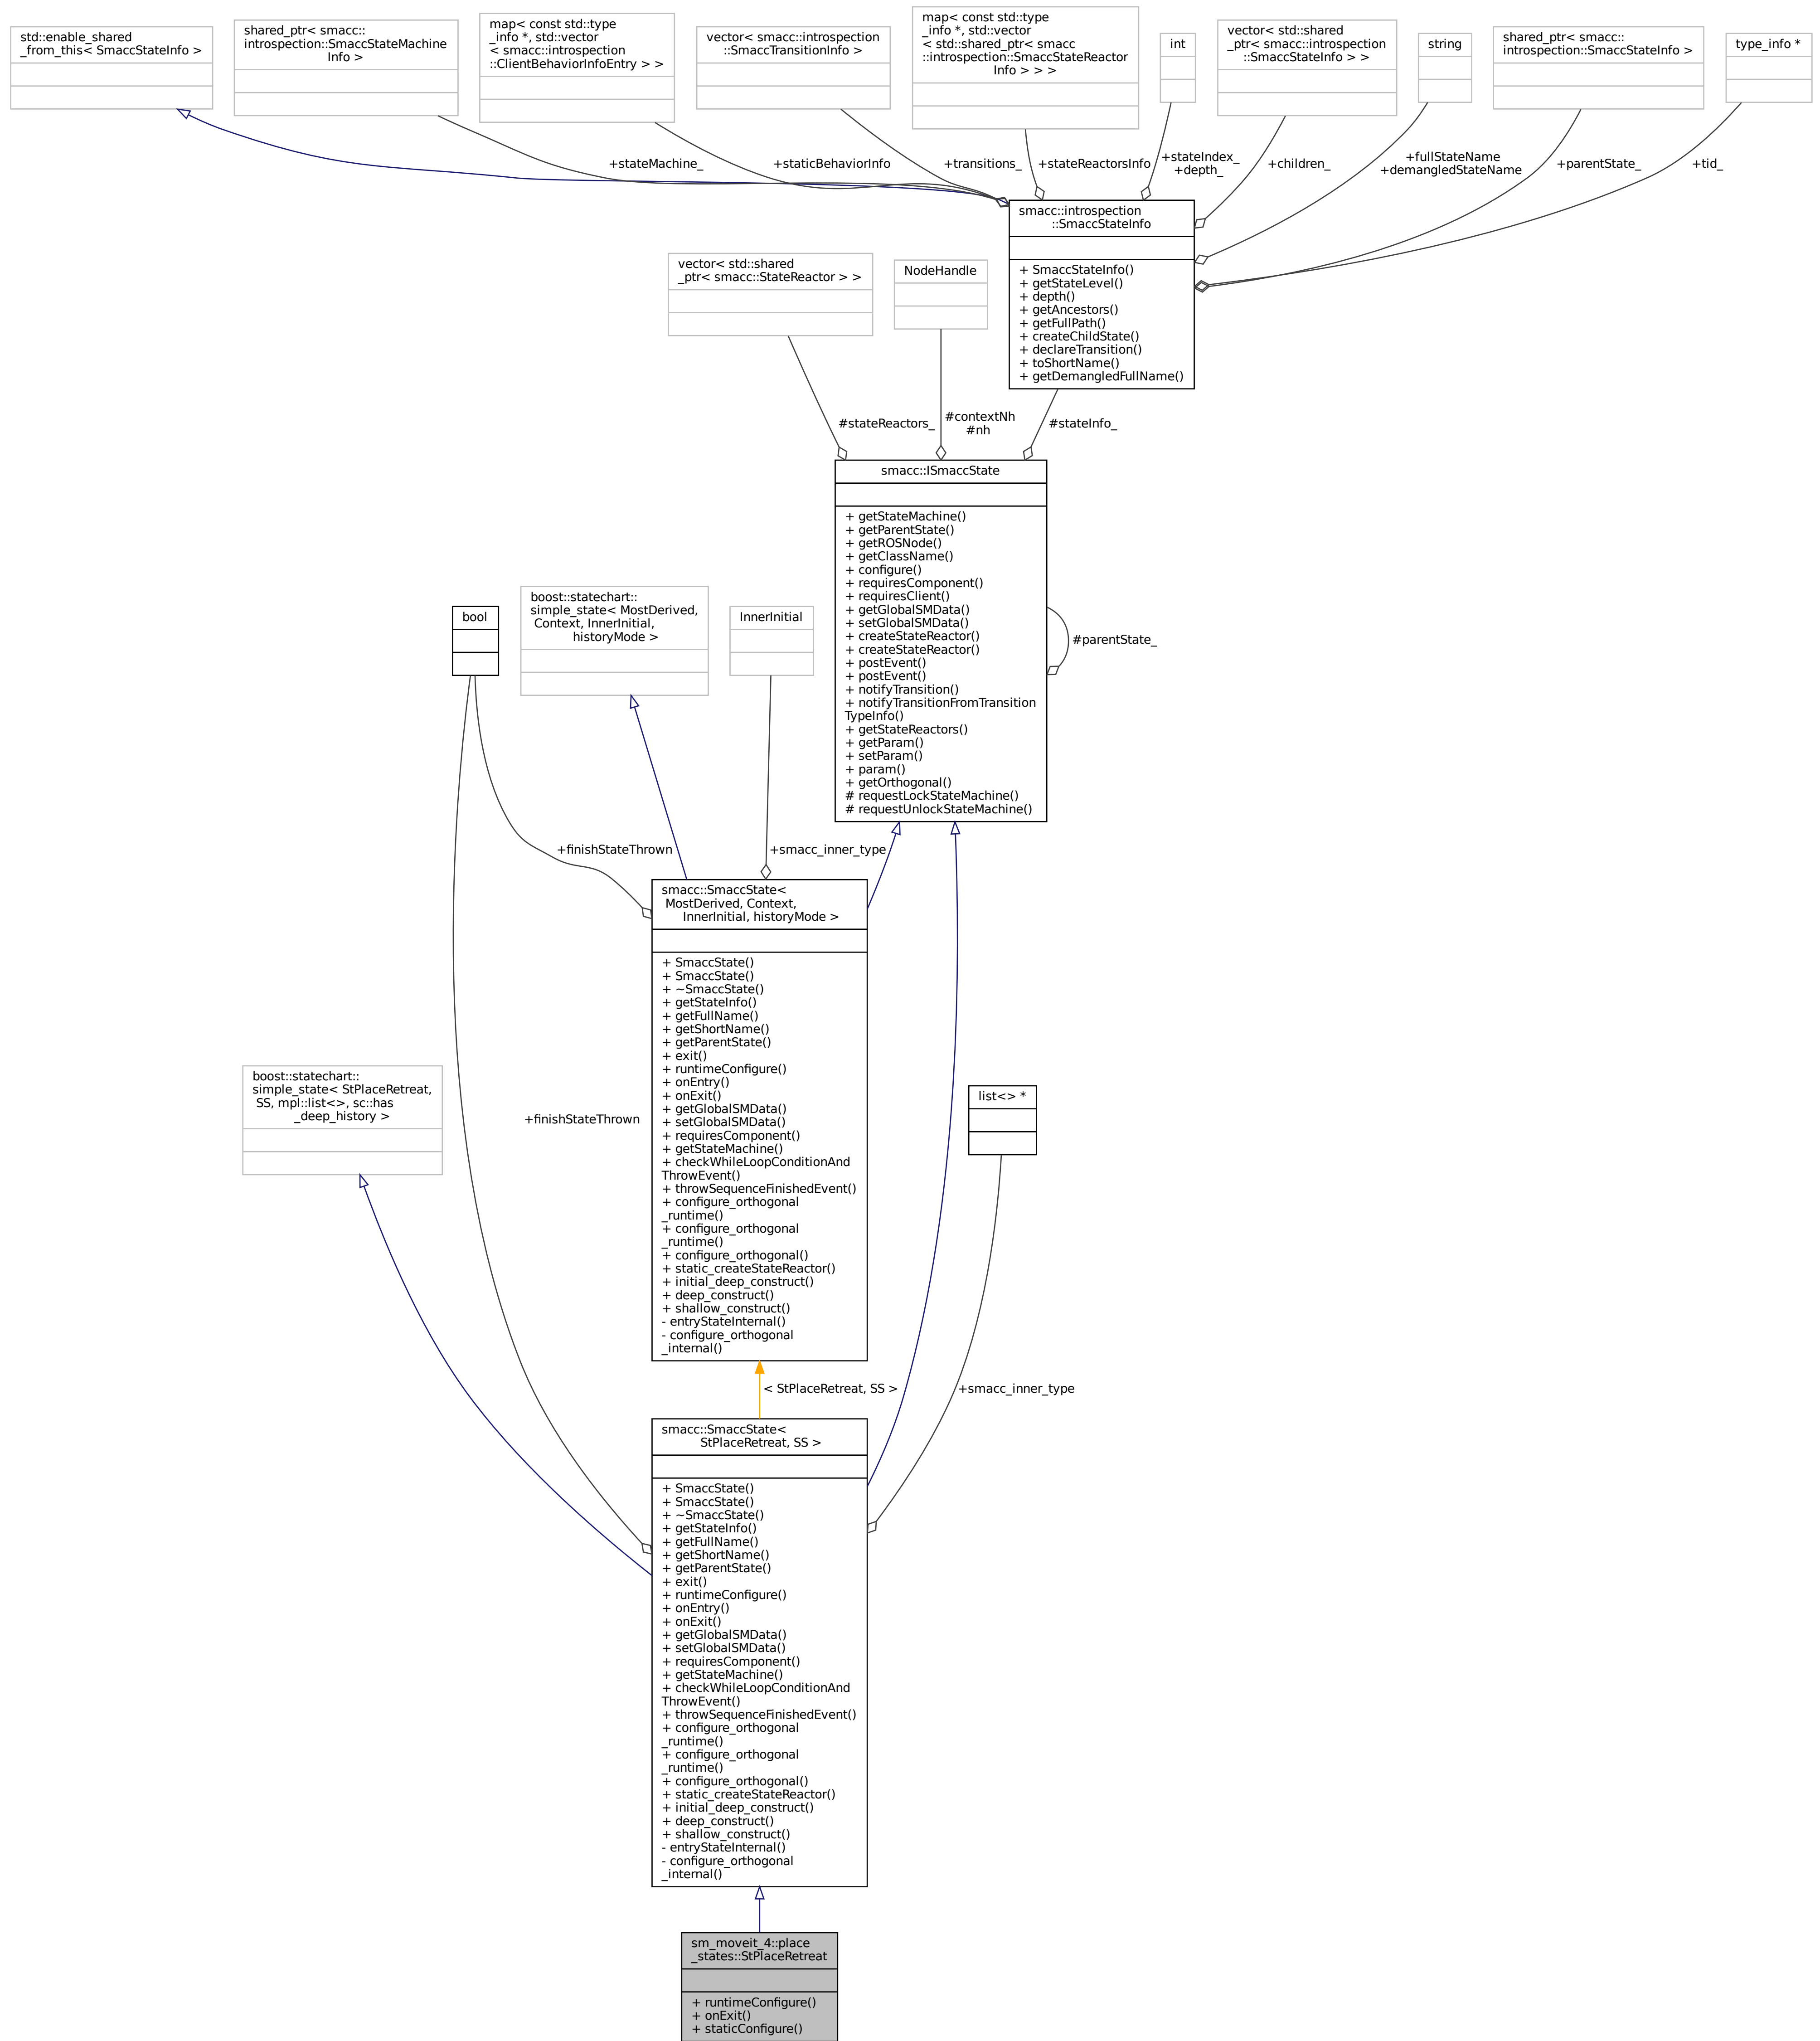 std::enable_shared
_from_this< SmaccStateInfo >
shared_ptr< smacc::
introspection::SmaccStateMachine
Info >
map< const std::type
_info *, std::vector
< smacc::introspection
::ClientBehaviorInfoEntry > >
vector< smacc::introspection
::SmaccTransitionInfo >
map< const std::type
_info *, std::vector
< std::shared_ptr< smacc
::introspection::SmaccStateReactor
Info > > >
int
vector< std::shared
_ptr< smacc::introspection
::SmaccStateInfo > >
string
shared_ptr< smacc::
introspection::SmaccStateInfo >
type_info *
+stateMachine_
+staticBehaviorInfo
+transitions_
+stateReactorsInfo
+stateIndex_
+depth_
+children_
+fullStateName
+demangledStateName
+parentState_
+tid_
smacc::introspection
::SmaccStateInfo
+ SmaccStateInfo()
+ getStateLevel()
+ depth()
+ getAncestors()
+ getFullPath()
+ createChildState()
+ declareTransition()
+ toShortName()
+ getDemangledFullName()
vector< std::shared
_ptr< smacc::StateReactor > >
NodeHandle
#stateReactors_
#contextNh
#nh
#stateInfo_
smacc::ISmaccState
+ getStateMachine()
+ getParentState()
+ getROSNode()
+ getClassName()
+ configure()
+ requiresComponent()
+ requiresClient()
+ getGlobalSMData()
+ setGlobalSMData()
+ createStateReactor()
+ createStateReactor()
+ postEvent()
+ postEvent()
+ notifyTransition()
+ notifyTransitionFromTransition
TypeInfo()
+ getStateReactors()
+ getParam()
+ setParam()
+ param()
+ getOrthogonal()
# requestLockStateMachine()
# requestUnlockStateMachine()
#parentState_
bool
boost::statechart::
simple_state< MostDerived,
Context, InnerInitial,
historyMode >
InnerInitial
+finishStateThrown
+smacc_inner_type
smacc::SmaccState<
MostDerived, Context,
InnerInitial, historyMode >
+ SmaccState()
+ SmaccState()
+ ~SmaccState()
+ getStateInfo()
+ getFullName()
+ getShortName()
+ getParentState()
+ exit()
+ runtimeConfigure()
+ onEntry()
+ onExit()
+ getGlobalSMData()
+ setGlobalSMData()
+ requiresComponent()
+ getStateMachine()
+ checkWhileLoopConditionAnd
ThrowEvent()
+ throwSequenceFinishedEvent()
+ configure_orthogonal
_runtime()
+ configure_orthogonal
_runtime()
+ configure_orthogonal()
+ static_createStateReactor()
+ initial_deep_construct()
+ deep_construct()
+ shallow_construct()
- entryStateInternal()
- configure_orthogonal
_internal()
boost::statechart::
simple_state< StPlaceRetreat,
SS, mpl::list<>, sc::has
_deep_history >
+finishStateThrown
list<> *
< StPlaceRetreat, SS >
+smacc_inner_type
smacc::SmaccState<
StPlaceRetreat, SS >
+ SmaccState()
+ SmaccState()
+ ~SmaccState()
+ getStateInfo()
+ getFullName()
+ getShortName()
+ getParentState()
+ exit()
+ runtimeConfigure()
+ onEntry()
+ onExit()
+ getGlobalSMData()
+ setGlobalSMData()
+ requiresComponent()
+ getStateMachine()
+ checkWhileLoopConditionAnd
ThrowEvent()
+ throwSequenceFinishedEvent()
+ configure_orthogonal
_runtime()
+ configure_orthogonal
_runtime()
+ configure_orthogonal()
+ static_createStateReactor()
+ initial_deep_construct()
+ deep_construct()
+ shallow_construct()
- entryStateInternal()
- configure_orthogonal
_internal()
sm_moveit_4::place
_states::StPlaceRetreat
+ runtimeConfigure()
+ onExit()
+ staticConfigure()